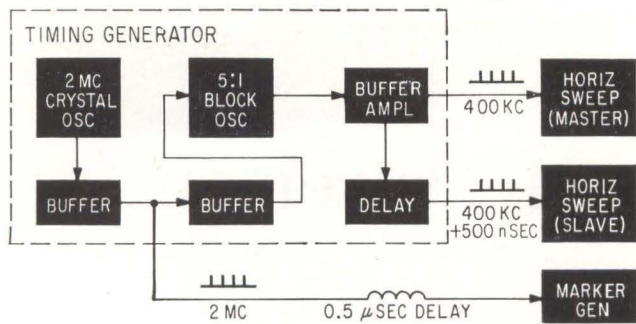 TIMING GENERATOR
2 MC
CRYSTAL
OSC
5:1
BLOCK
OSC
BUFFER
AMPL
400 KC
HORIZ
SWEEP
(MASTER)
BUFFER
BUFFER
DELAY
400 KC
+500 nSEC
HORIZ
SWEEP
(SLAVE)
2 MC
0.5 μSEC DELAY
MARKER
GEN